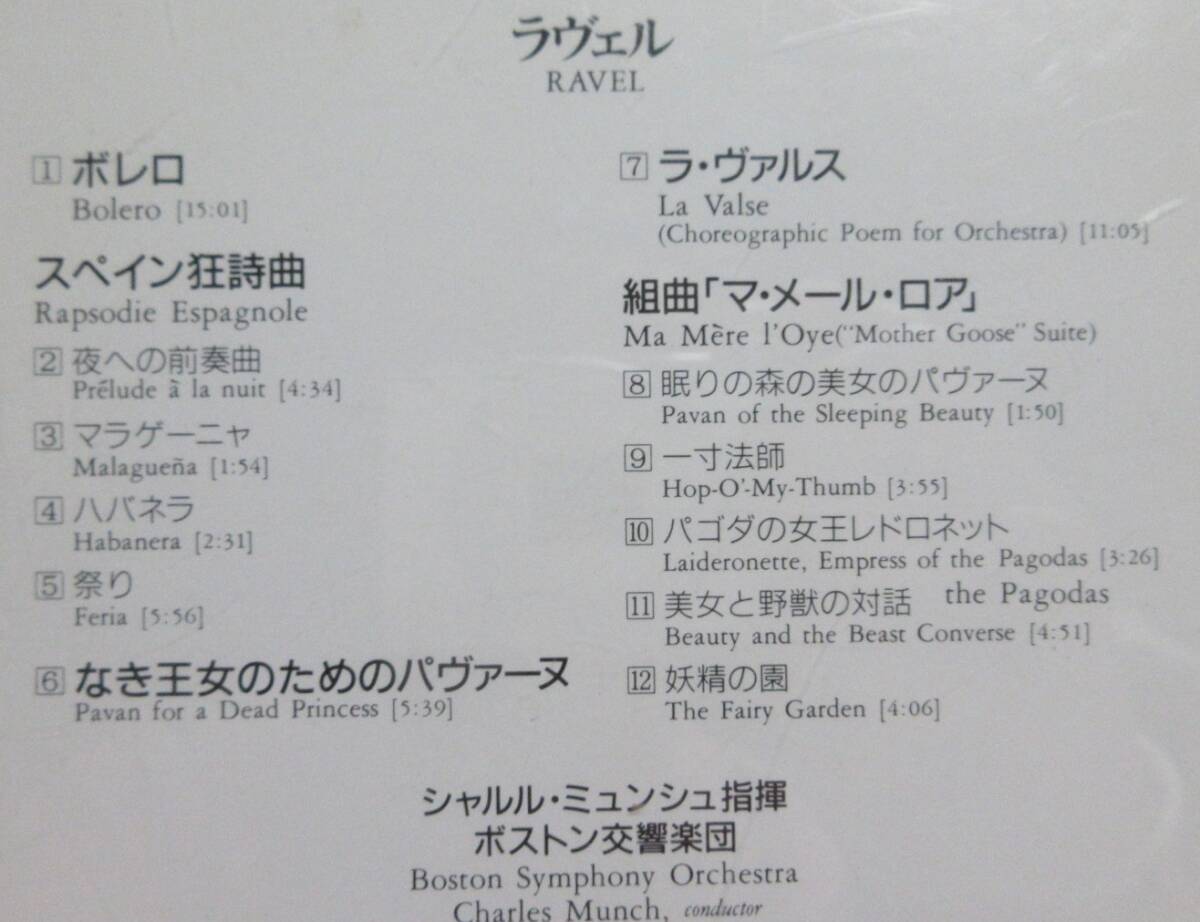 ラヴェル
RAVEL
1 ボレロ
Bolero [15:01]
スペイン狂詩曲
Rapsodie Espagnole
2 夜への前奏曲
Prélude à la nuit [4:34]
3 マラゲーニャ
Malagueña [1:54]
4 ハバネラ
Habanera [2:31]
5 祭り
Feria [5:56]
6 なき王女のためのパヴァーヌ
Pavan for a Dead Princess [5:39]
7 ラ・ヴァルス
La Valse
(Choreographic Poem for Orchestra) [11:05]
組曲「マ・メール・ロア」
Ma Mère l'Oye("Mother Goose" Suite)
8 眠りの森の美女のパヴァーヌ
Pavan of the Sleeping Beauty [1:50]
9 一寸法師
Hop-O'-My-Thumb [3:55]
10 パゴダの女王レドロネット
Laideronette, Empress of the Pagodas [3:26]
11 美女と野獣の対話 the Pagodas
Beauty and the Beast Converse [4:51]
12 妖精の園
The Fairy Garden [4:06]
シャルル・ミュンシュ指揮
ボストン交響楽団
Boston Symphony Orchestra
Charles Munch, conductor